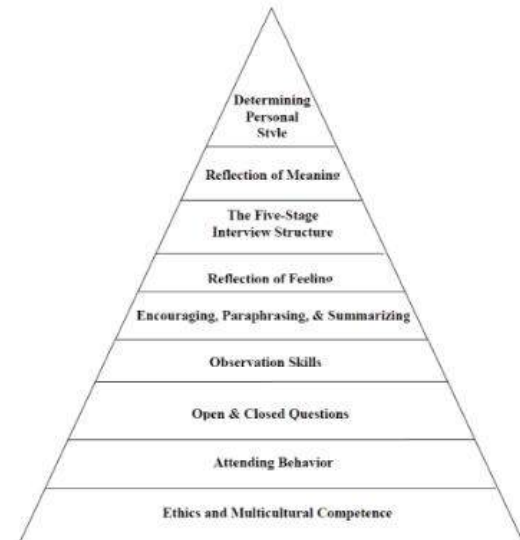 Determining
Personal
Style
Reflection of Meaning
The Five-Stage
Interview Structure
Reflection of Feeling
Encouraging, Paraphrasing, & Summarizing
Observation Skills
Open & Closed Questions
Attending Behavior
Ethics and Multicultural Competence